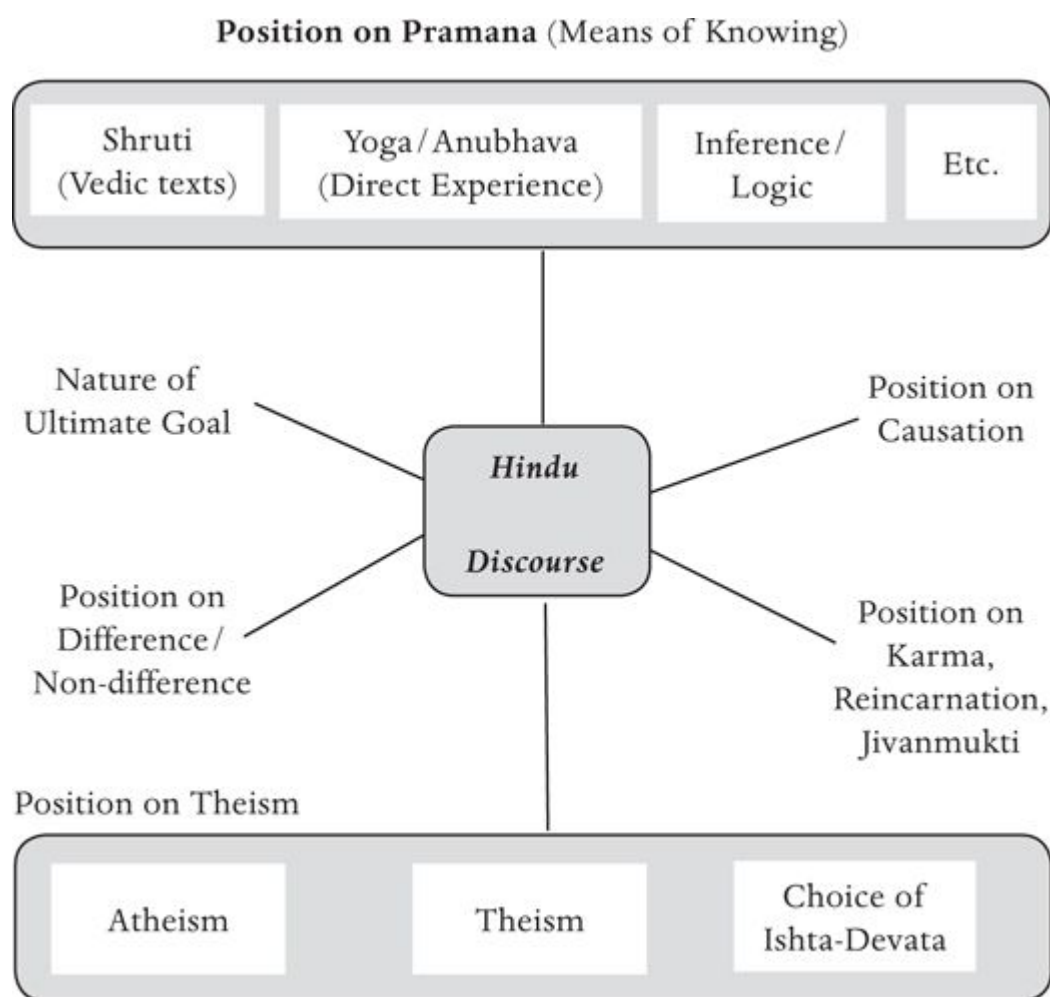 Position on Pramana (Means of Knowing)
Shruti
(Vedic texts)
Yoga/Anubhava
(Direct Experience)
Inference/
Logic
Etc.
Nature of
Ultimate Goal
Position on
Causation
Hindu
Discourse
Position on
Difference/
Non-difference
Position on
Karma,
Reincarnation,
Jivanmukti
Position on Theism
Atheism
Theism
Choice of
Ishta-Devata